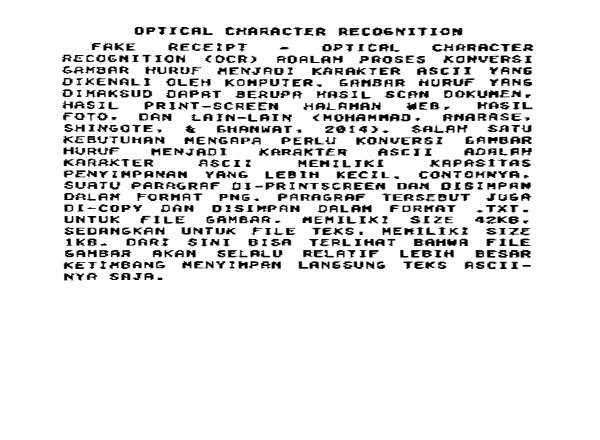 OPTICAL CHARACTER RECOGNITION
FAKE RECEIPT - OPTICAL CHARACTER
RECOGNITION (OCR) ADALAH PROSES KONVERSI
GAMBAR HURUF MENJADI KARAKTER ASCII YANG
DIKENALI OLEH KOMPUTER. GAMBAR HURUF YANG
DIMAKSUD DAPAT BERUPA HASIL SCAN DOKUMEN,
HASIL PRINT-SCREEN HALAMAN WEB, HASIL
FOTO, DAN LAIN-LAIN (MOHAMMAD, ANARASE,
SHINGOTE, & GHANWAT, 2014). SALAH SATU
KEBUTUHAN MENGAPA PERLU KONVERSI GAMBAR
HURUF MENJADI KARAKTER ASCII ADALAH
KARAKTER ASCII MEMILIKI KAPASITAS
PENYIMPANAN YANG LEBIH KECIL. CONTOHNYA,
SUATU PARAGRAF DI-PRINTSCREEN DAN DISIMPAN
DALAM FORMAT PNG. PARAGRAF TERSEBUT JUGA
DI-COPY DAN DISIMPAN DALAM FORMAT .TXT.
UNTUK FILE GAMBAR, MEMILIKI SIZE 42KB,
SEDANGKAN UNTUK FILE TEKS, MEMILIKI SIZE
1KB. DARI SINI BISA TERLIHAT BAHWA FILE
GAMBAR AKAN SELALU RELATIF LEBIH BESAR
KETIMBANG MENYIMPAN LANGSUNG TEKS ASCII-
NYA SAJA.